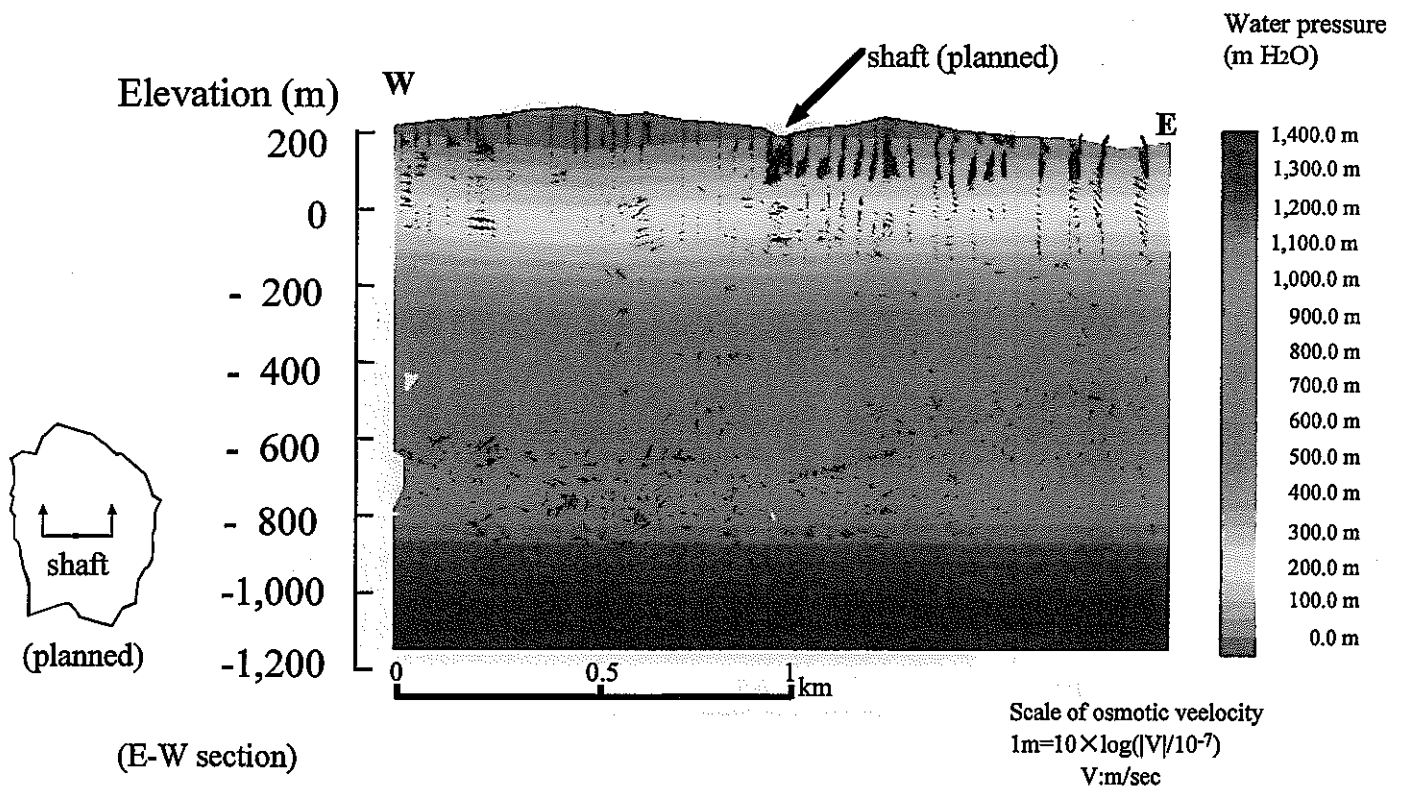 Water pressure
(m H2O)
shaft (planned)
Elevation (m)
W
E
200
0
- 200
- 400
- 600
- 800
-1,000
-1,200
1,400.0 m
1,300.0 m
1,200.0 m
1,100.0 m
1,000.0 m
900.0 m
800.0 m
700.0 m
600.0 m
500.0 m
400.0 m
300.0 m
200.0 m
100.0 m
0.0 m
shaft
(planned)
0 0.5 1 km
(E-W section)
Scale of osmotic veelocity
1m=10×log(|V|/10-7)
V:m/sec